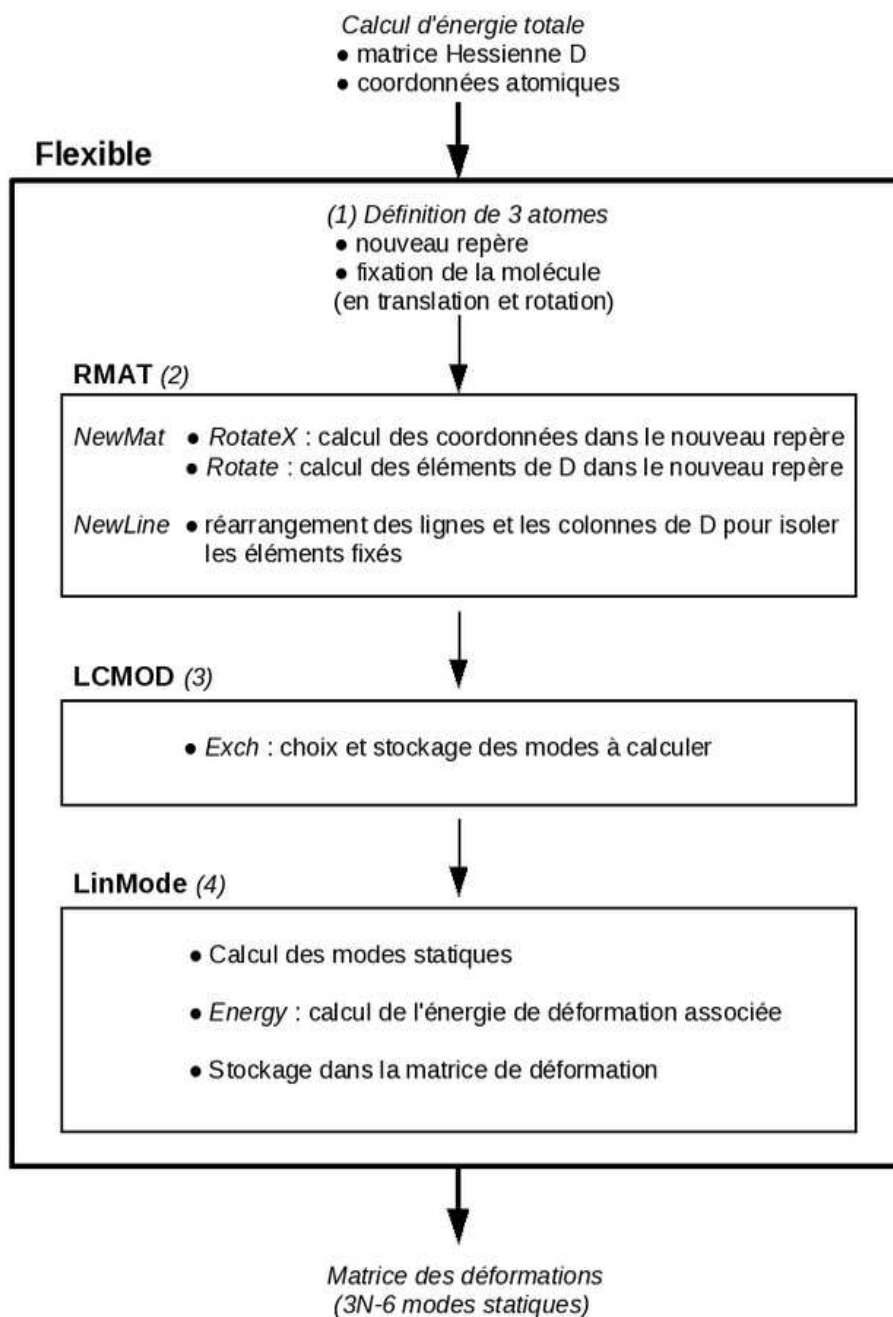 Calcul d'énergie totale
● matrice Hessienne D
● coordonnées atomiques
Flexible
(1) Définition de 3 atomes
● nouveau repère
● fixation de la molécule
(en translation et rotation)
RMAT (2)
NewMat ● RotateX : calcul des coordonnées dans le nouveau repère
● Rotate : calcul des éléments de D dans le nouveau repère
NewLine ● réarrangement des lignes et les colonnes de D pour isoler
les éléments fixés
LCMOD (3)
● Exch : choix et stockage des modes à calculer
LinMode (4)
● Calcul des modes statiques
● Energy : calcul de l'énergie de déformation associée
● Stockage dans la matrice de déformation
Matrice des déformations
(3N-6 modes statiques)